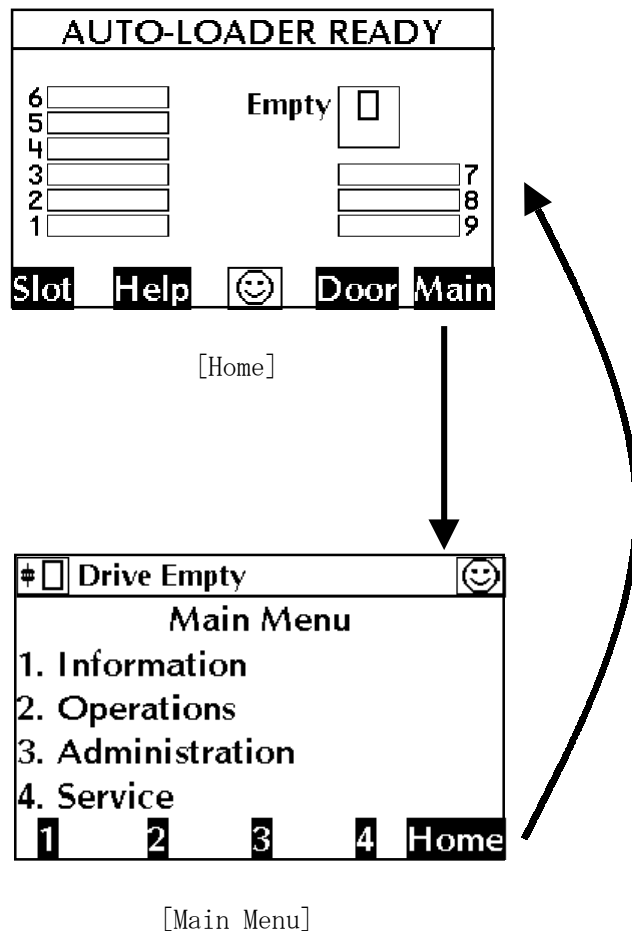 AUTO-LOADER READY
6
5
4
3
2
1
Empty
7
8
9
Slot Help Door Main
[Home]
Drive Empty
Main Menu
1. Information
2. Operations
3. Administration
4. Service
1 2 3 4 Home
[Main Menu]